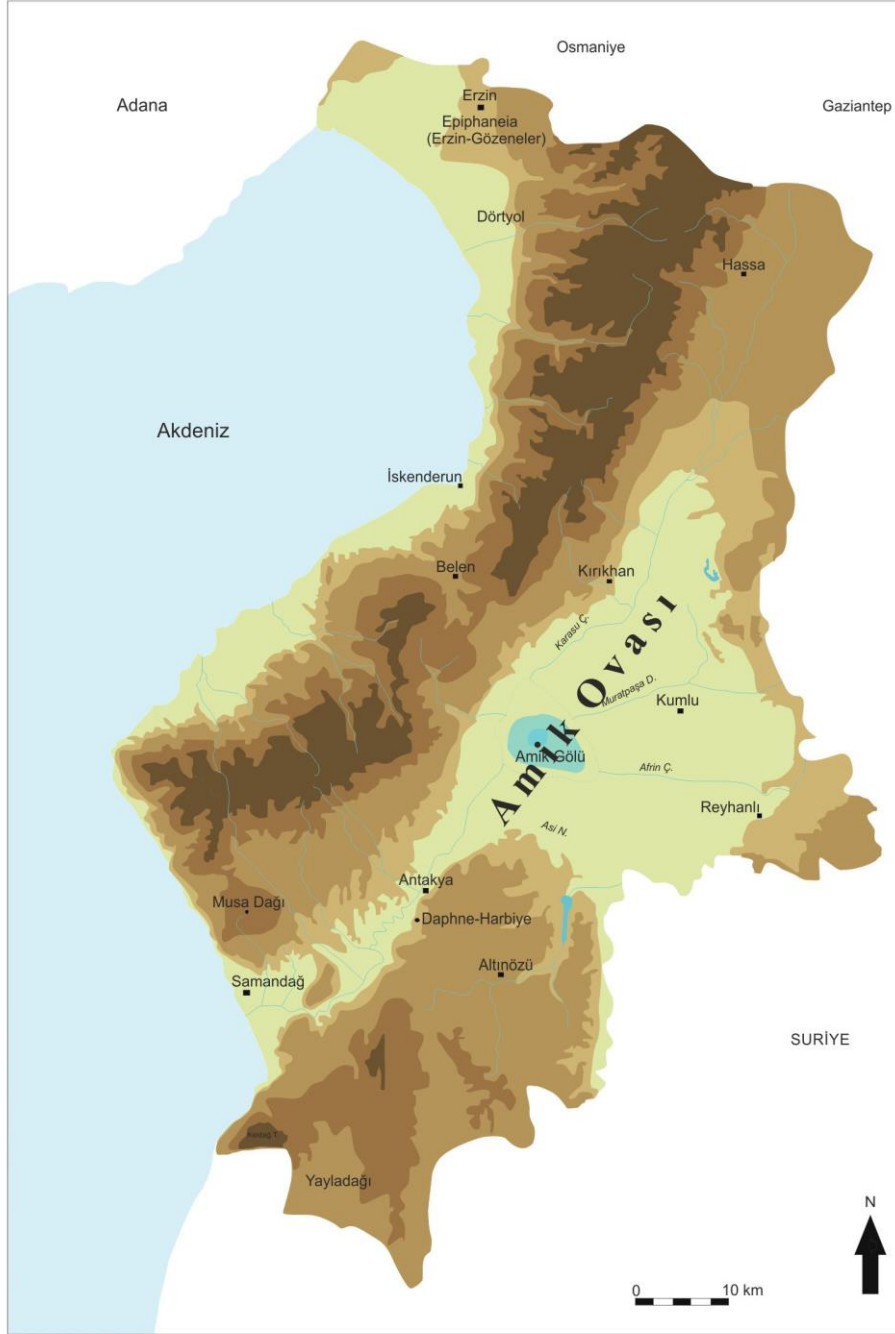 Osmaniye
Adana
Gaziantep
Erzin
Epiphaneia
(Erzin-Gözeneler)
Dörtyol
Hassa
Akdeniz
İskenderun
Belen
Kırıkhan
Karasu Ç.
Amik Ovası
Muratpaşa D.
Kumlu
Amik Gölü
Afrin Ç.
Reyhanlı
Asi N.
Antakya
Musa Dağı
Daphne-Harbiye
Altınözü
Samandağ
SURİYE
Yayladağı
N
0 10 km